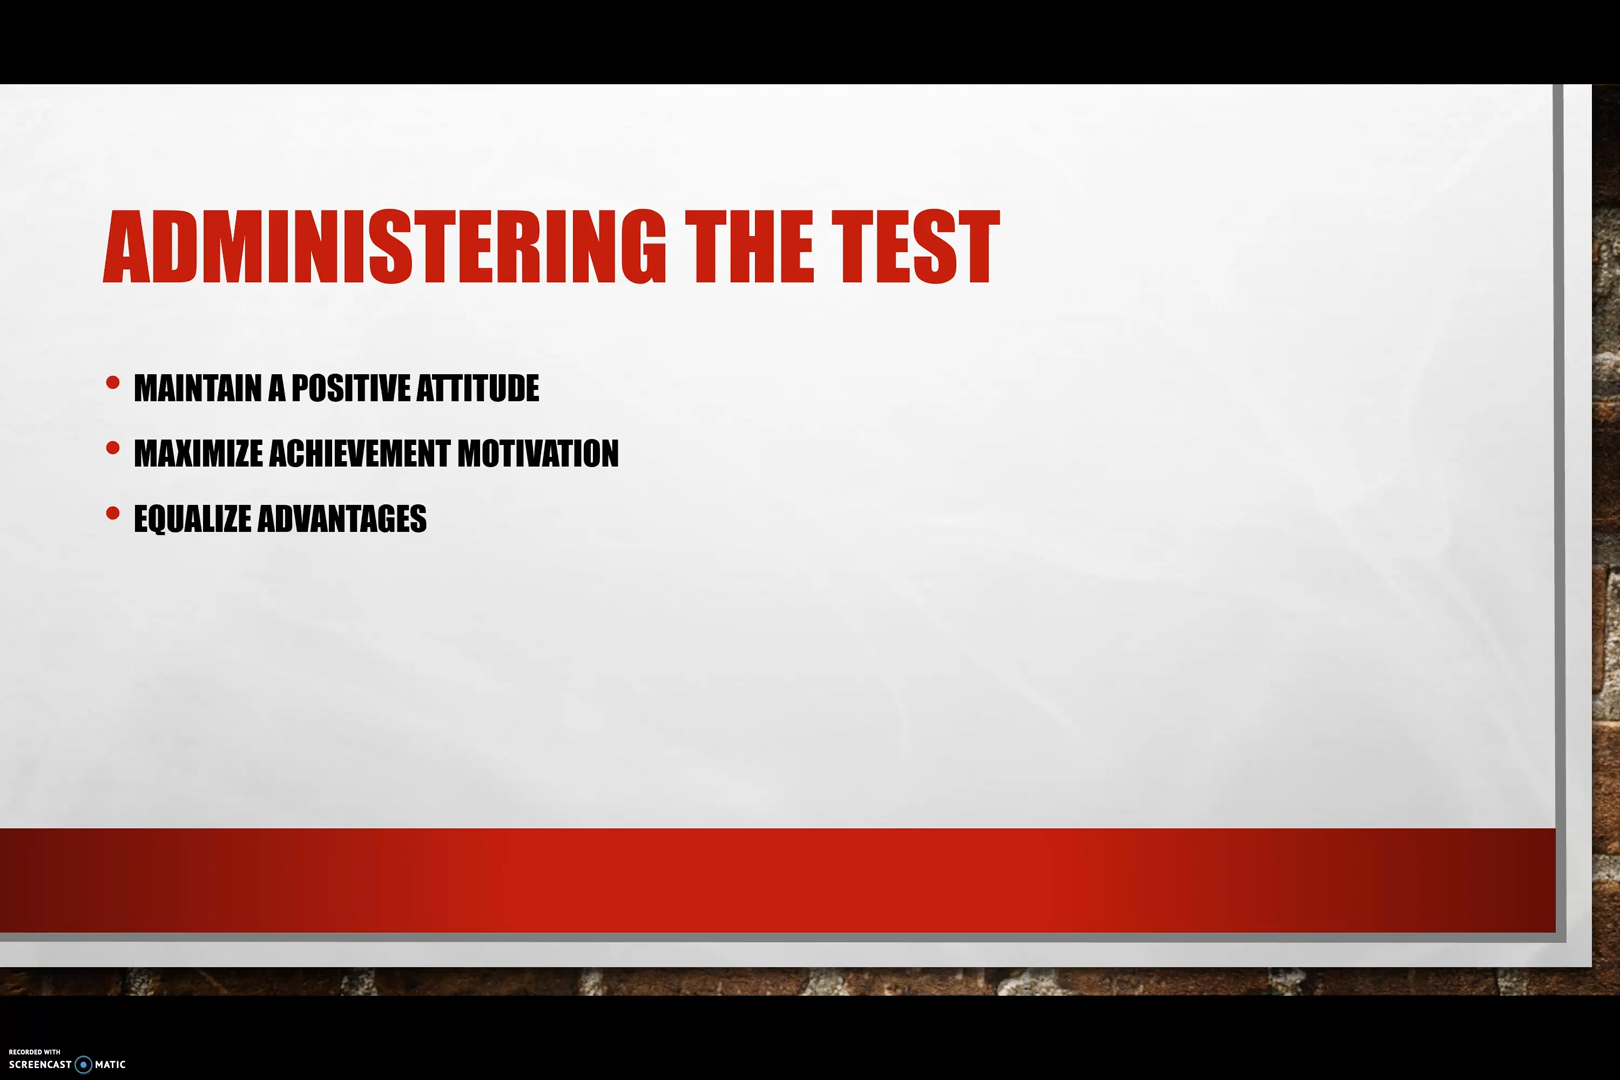 ADMINISTERING THE TEST
• MAINTAIN A POSITIVE ATTITUDE
• MAXIMIZE ACHIEVEMENT MOTIVATION
• EQUALIZE ADVANTAGES
RECORDED WITH
SCREENCAST MATIC